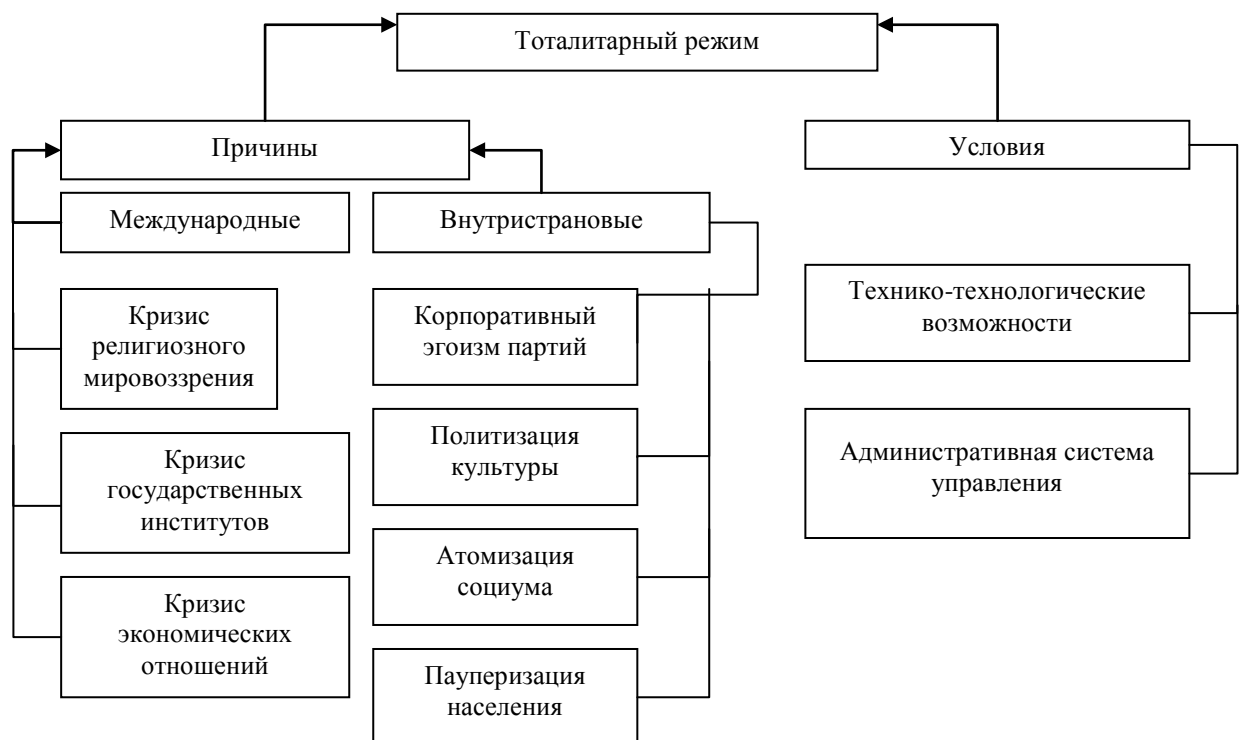 Тоталитарный режим
Причины
Условия
Международные
Внутристрановые
Кризис
религиозного
мировоззрения
Кризис
государственных
институтов
Кризис
экономических
отношений
Корпоративный
эгоизм партий
Политизация
культуры
Атомизация
социума
Пауперизация
населения
Технико-технологические
возможности
Административная система
управления